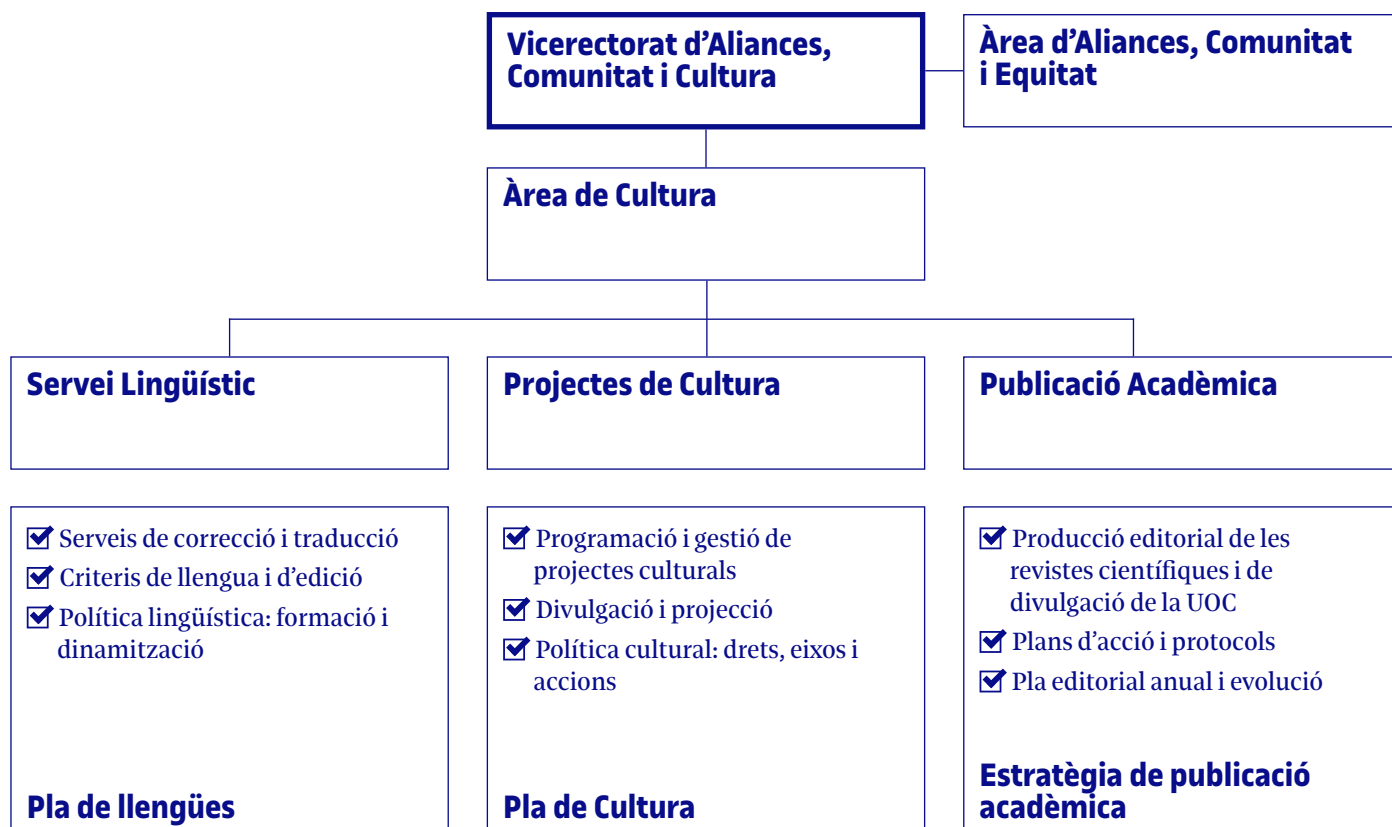 Vicerectorat d’Aliances,
Comunitat i Cultura
Àrea d’Aliances, Comunitat
i Equitat
Àrea de Cultura
Servei Lingüístic
Projectes de Cultura
Publicació Acadèmica
Serveis de correcció i traducció
Criteris de llengua i d’edició
Política lingüística: formació i
dinamització
Pla de llengües
Programació i gestió de
projectes culturals
Divulgació i projecció
Política cultural: drets, eixos i
accions
Pla de Cultura
Producció editorial de les
revistes científiques i de
divulgació de la UOC
Plans d’acció i protocols
Pla editorial anual i evolució
Estratègia de publicació
acadèmica